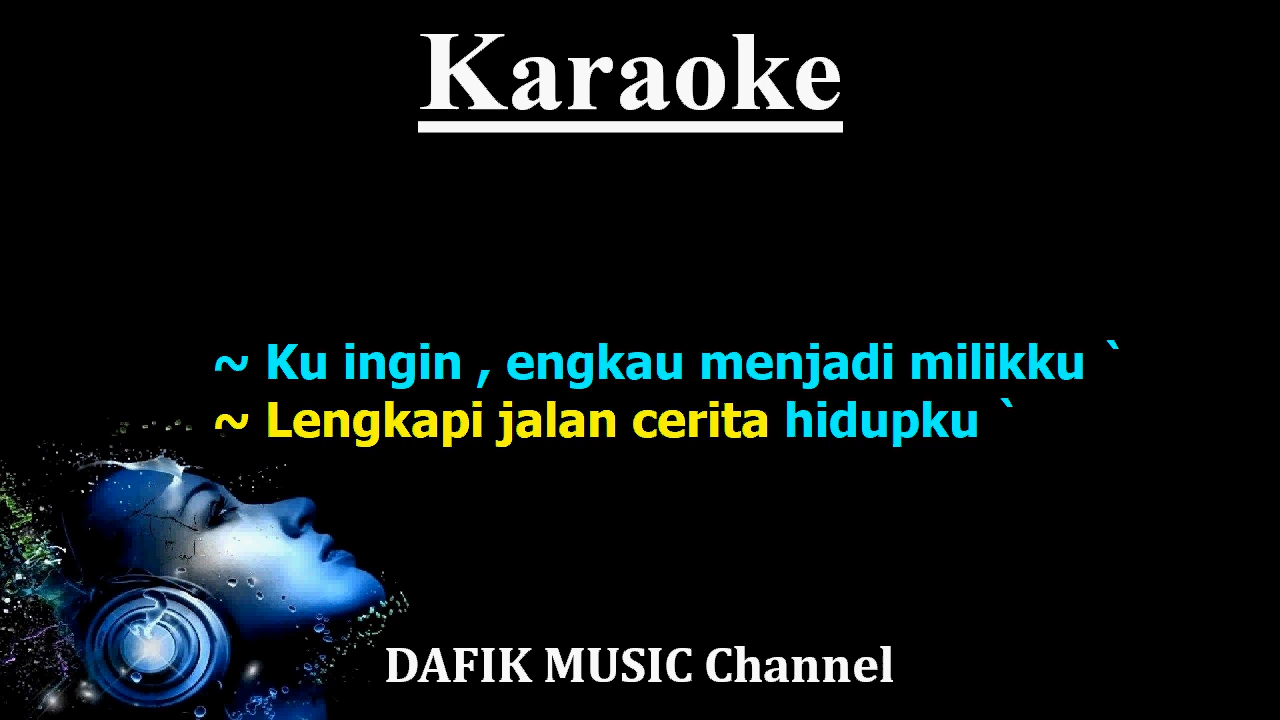 Karaoke
~ Ku ingin , engkau menjadi milikku `
~ Lengkapi jalan cerita hidupku `
DAFIK MUSIC Channel